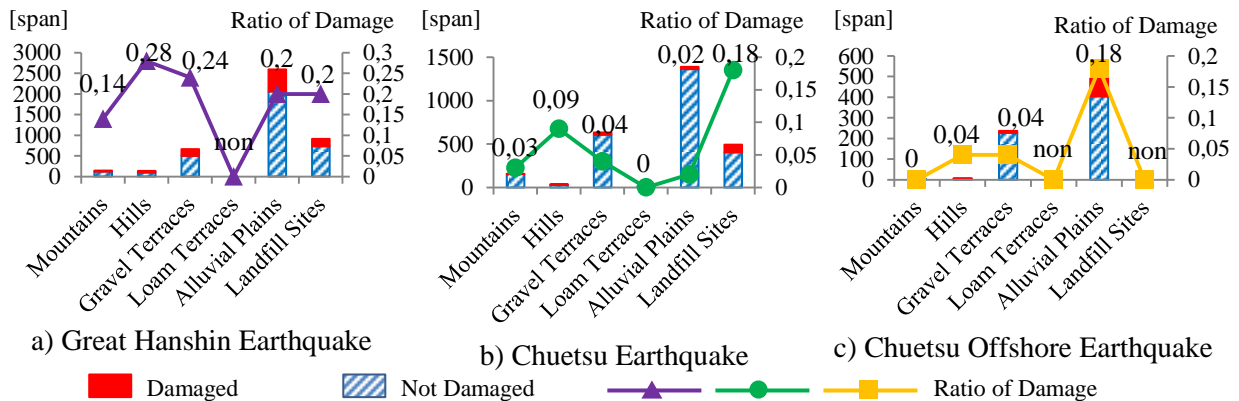 [span] Ratio of Damage
3000 0,3
2500 0,25
2000 0,2
1500 0,15
1000 0,1
500 0,05
0 0
0,14 0,28 0,24 non 0,2 0,2
Mountains
Hills
Gravel Terraces
Loam Terraces
Alluvial Plains
Landfill Sites
a) Great Hanshin Earthquake
[span] Ratio of Damage
1500 0,2
1000 0,15
500 0,1
0 0,05
0
0,03 0,09 0,04 0 0,02 0,18
Mountains
Hills
Gravel Terraces
Loam Terraces
Alluvial Plains
Landfill Sites
b) Chuetsu Earthquake
[span] Ratio of Damage
600 0,2
500 0,15
400 0,1
300 0,05
200 0
100
0
0 0,04 0,04 non 0,18 non
Mountains
Hills
Gravel Terraces
Loam Terraces
Alluvial Plains
Landfill Sites
c) Chuetsu Offshore Earthquake
Damaged Not Damaged Ratio of Damage